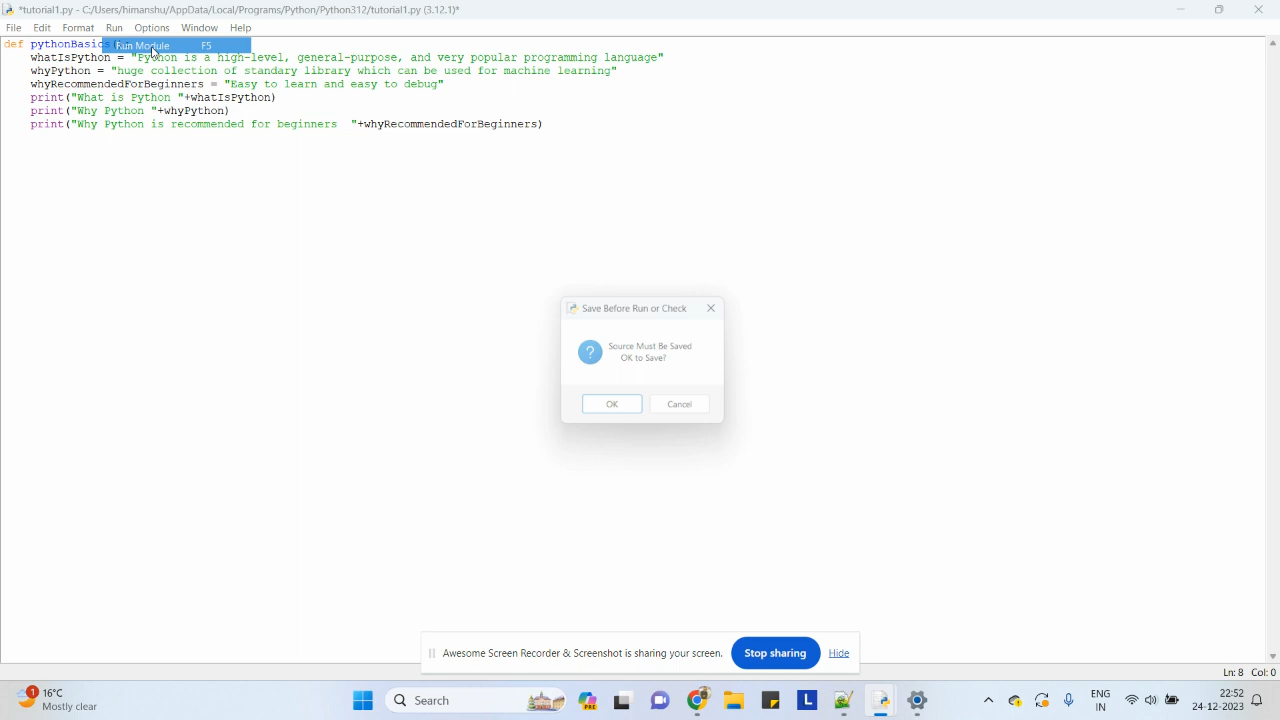 *tutorial1.py - C:/Users/himanshu/AppData/Local/Programs/Python/Python312/tutorial1.py (3.12.1)*
File Edit Format Run Options Window Help
def pythonBasics
Run Module F5
whatIsPython = "Python is a high-level, general-purpose, and very popular programming language"
whyPython = "huge collection of standary library which can be used for machine learning"
whyRecommendedForBeginners = "Easy to learn and easy to debug"
print("What is Python "+whatIsPython)
print("Why Python "+whyPython)
print("Why Python is recommended for beginners  "+whyRecommendedForBeginners)
Save Before Run or Check
?
Source Must Be Saved
OK to Save?
OK Cancel
Awesome Screen Recorder & Screenshot is sharing your screen. Stop sharing Hide
Ln: 8 Col: 0
1
16°C
Mostly clear
Search
PRE
L
ENG
IN
22:52
24-12-2023